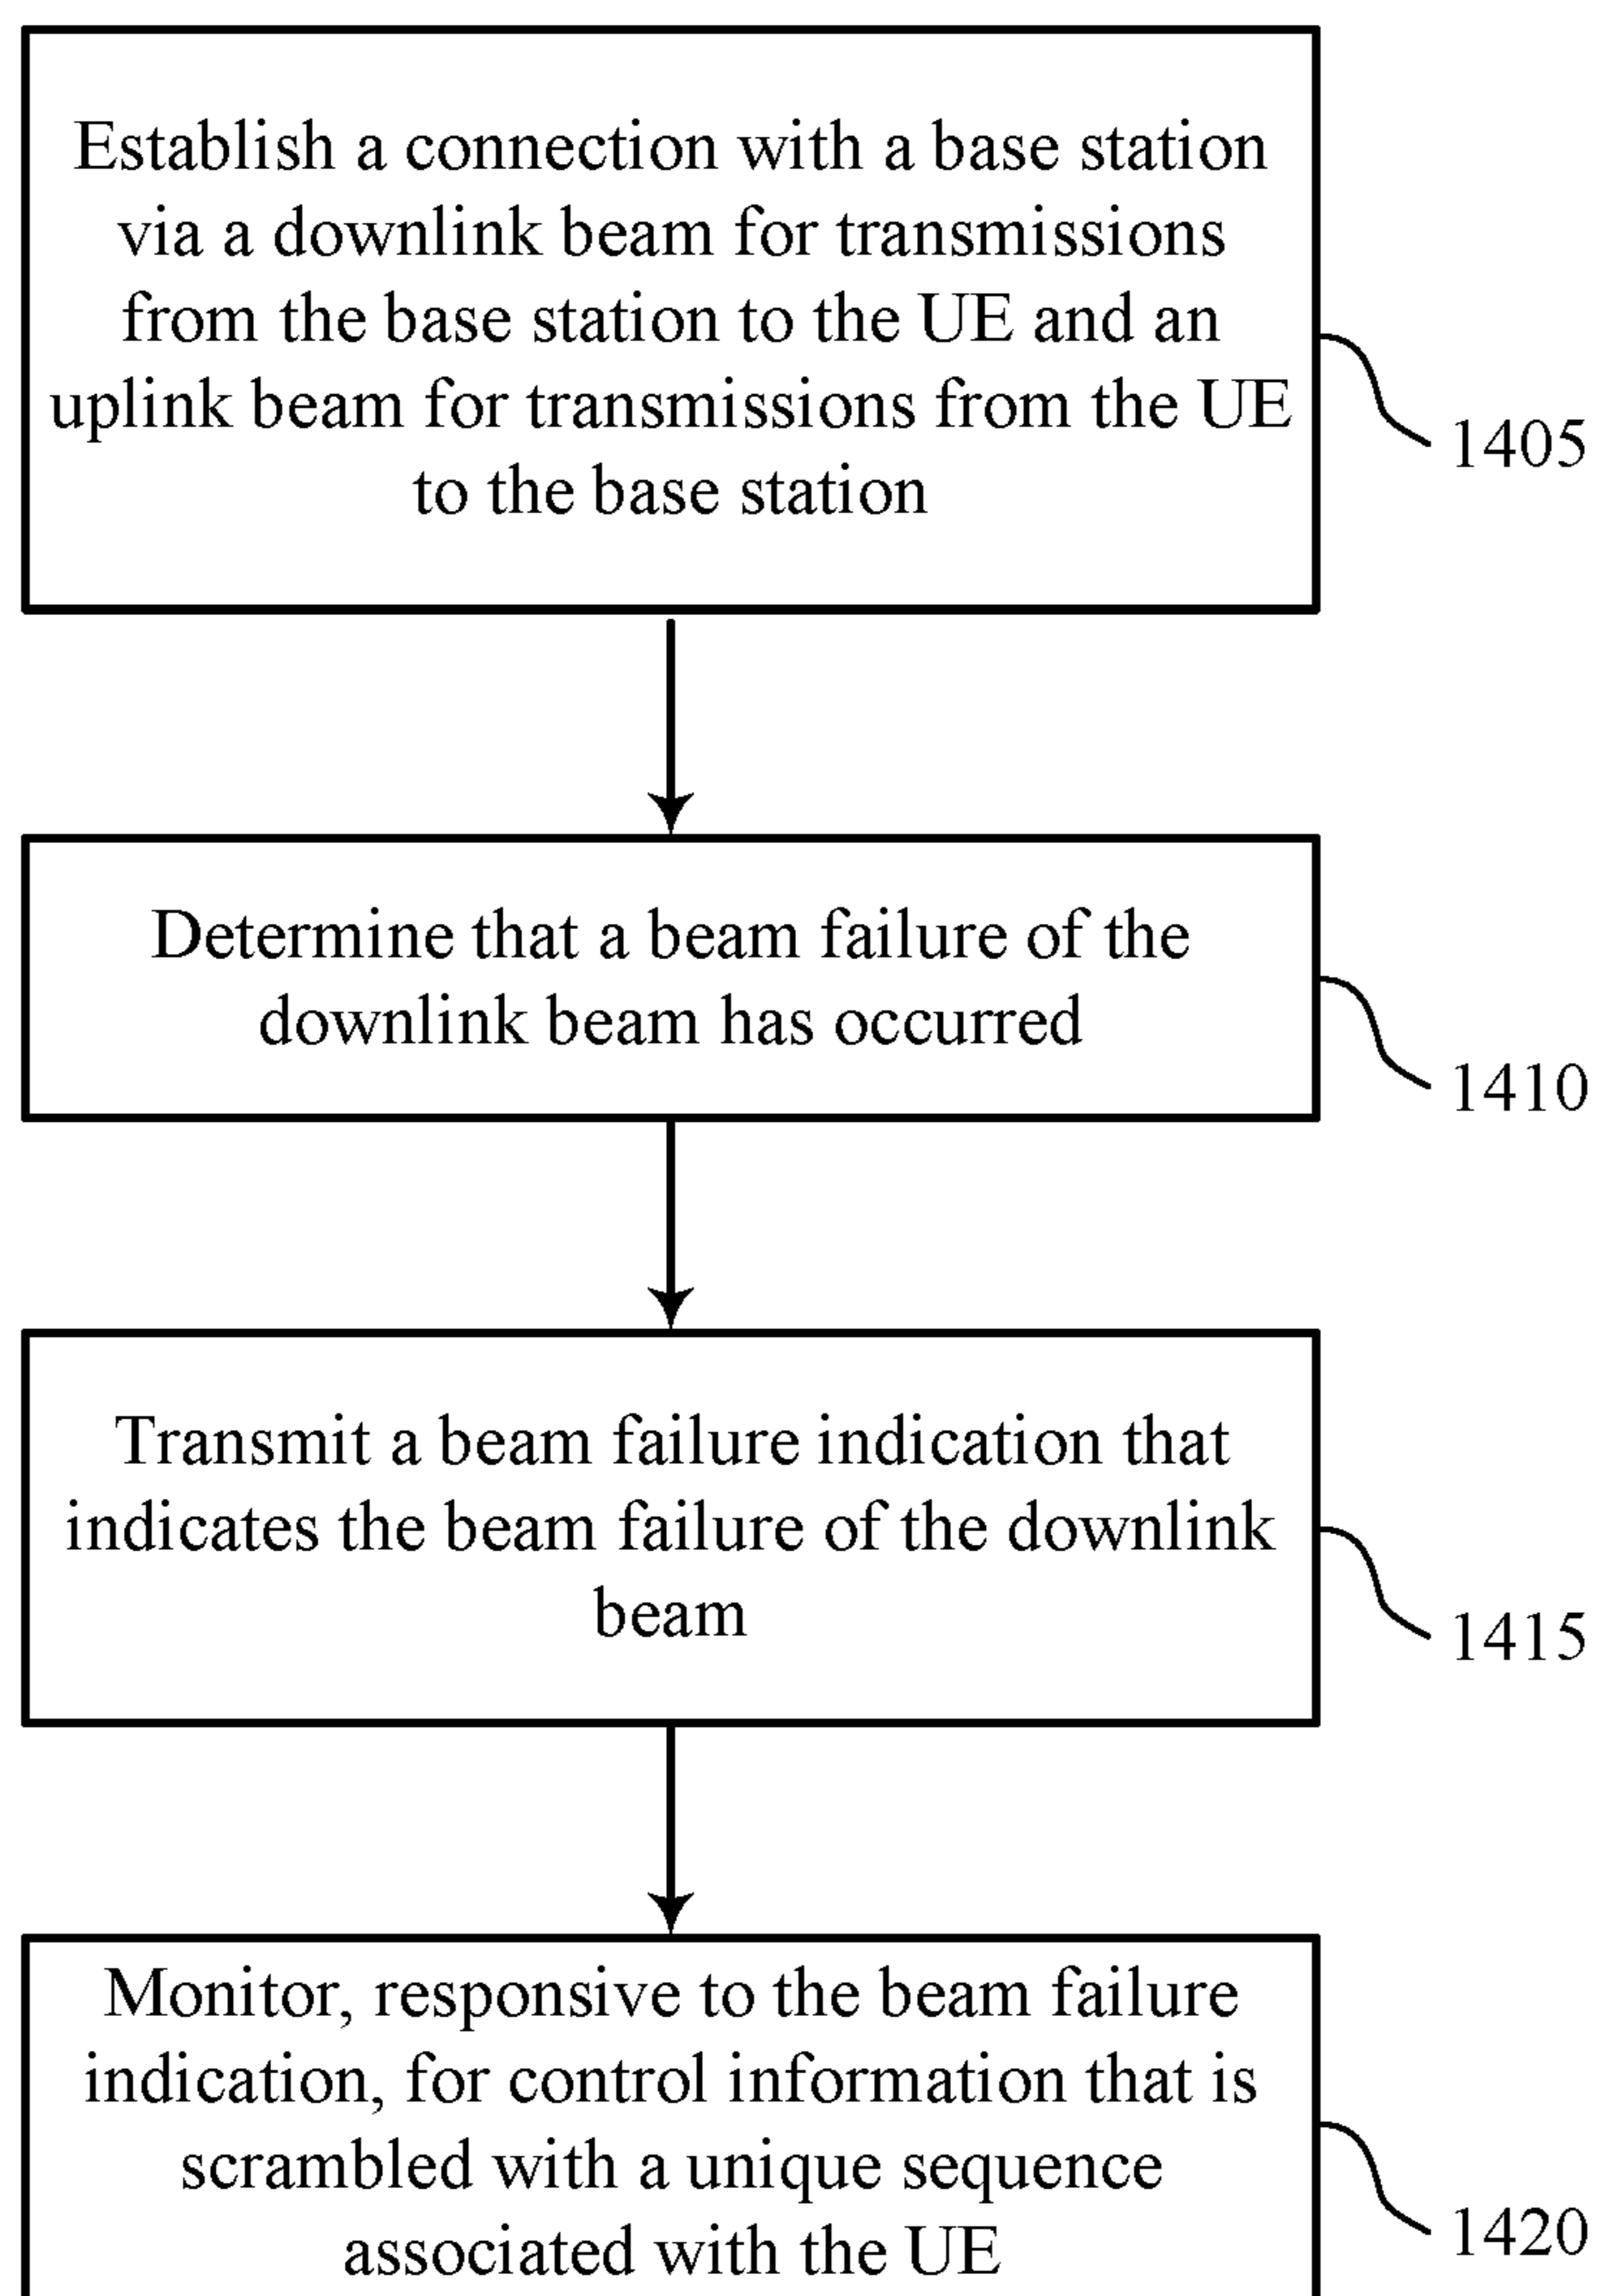 Establish a connection with a base station
via a downlink beam for transmissions
from the base station to the UE and an
uplink beam for transmissions from the UE
to the base station
1405
Determine that a beam failure of the
downlink beam has occurred
1410
Transmit a beam failure indication that
indicates the beam failure of the downlink
beam
1415
Monitor, responsive to the beam failure
indication, for control information that is
scrambled with a unique sequence
associated with the UE
1420